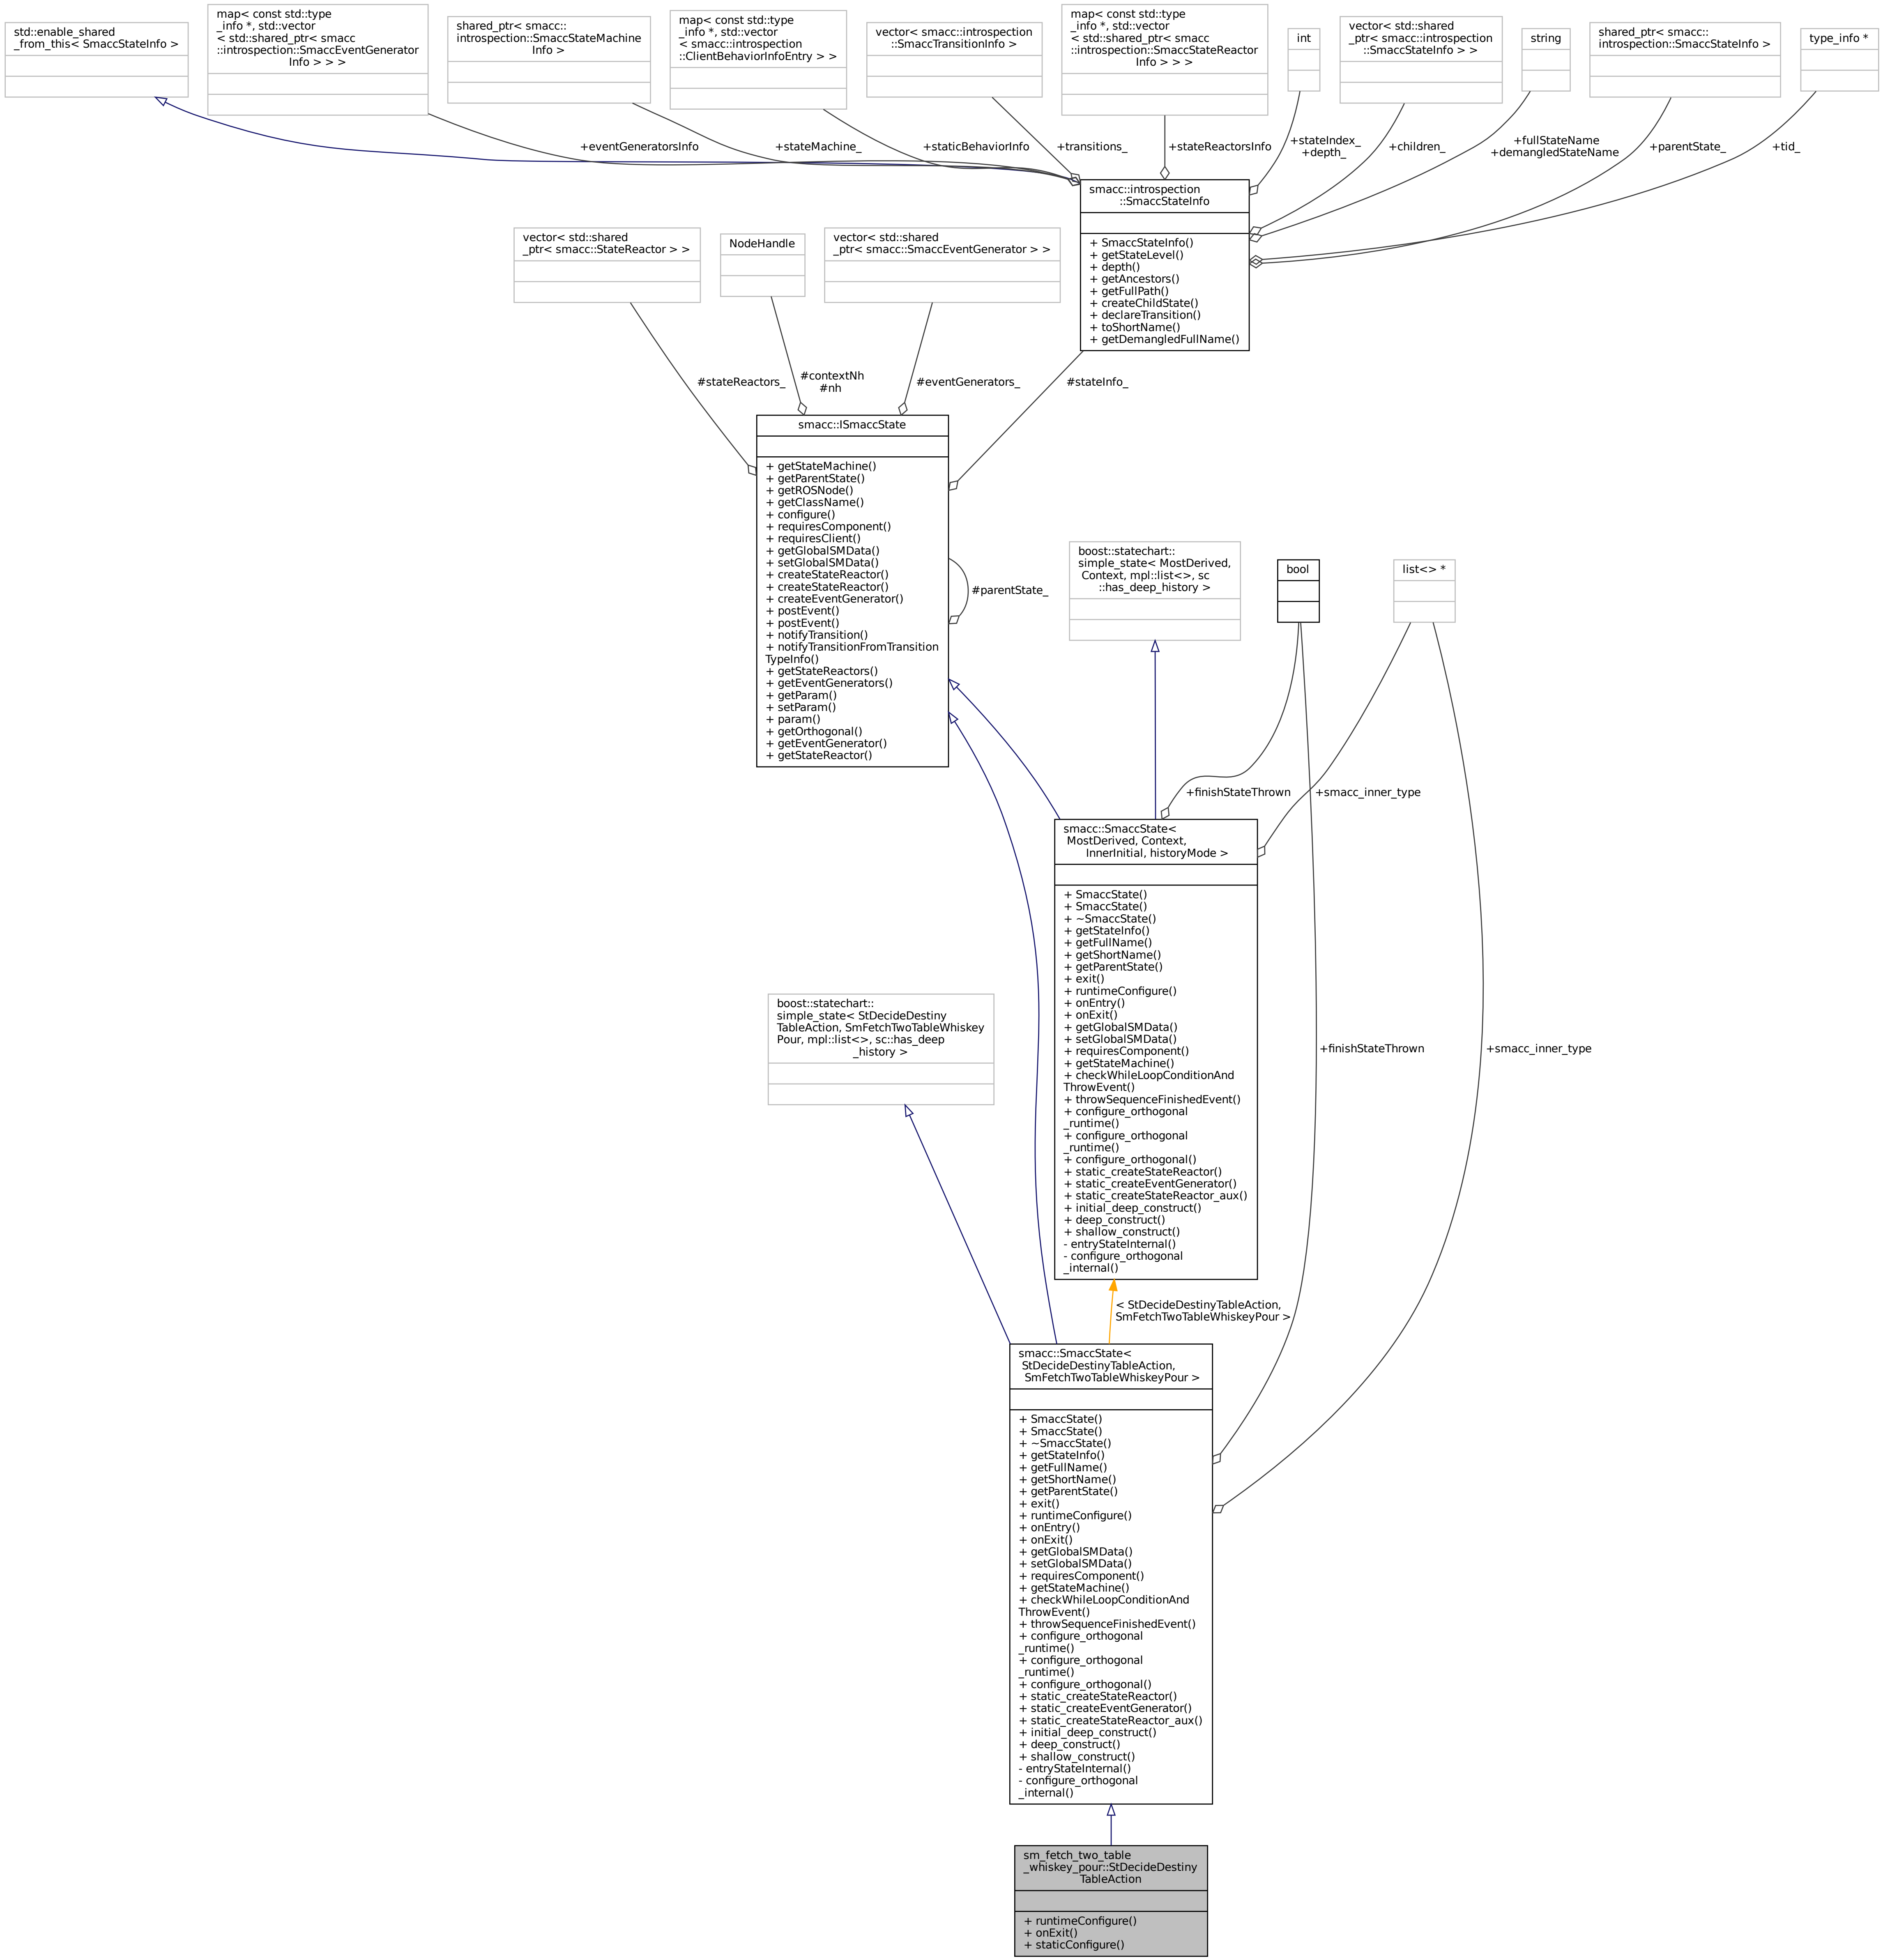 std::enable_shared
_from_this< SmaccStateInfo >
map< const std::type
_info *, std::vector
< std::shared_ptr< smacc
::introspection::SmaccEventGenerator
Info > > >
shared_ptr< smacc::
introspection::SmaccStateMachine
Info >
map< const std::type
_info *, std::vector
< smacc::introspection
::ClientBehaviorInfoEntry > >
vector< smacc::introspection
::SmaccTransitionInfo >
map< const std::type
_info *, std::vector
< std::shared_ptr< smacc
::introspection::SmaccStateReactor
Info > > >
int
vector< std::shared
_ptr< smacc::introspection
::SmaccStateInfo > >
string
shared_ptr< smacc::
introspection::SmaccStateInfo >
type_info *
+eventGeneratorsInfo
+stateMachine_
+staticBehaviorInfo
+transitions_
+stateReactorsInfo
+stateIndex_
+depth_
+children_
+fullStateName
+demangledStateName
+parentState_
+tid_
smacc::introspection
::SmaccStateInfo
+ SmaccStateInfo()
+ getStateLevel()
+ depth()
+ getAncestors()
+ getFullPath()
+ createChildState()
+ declareTransition()
+ toShortName()
+ getDemangledFullName()
vector< std::shared
_ptr< smacc::StateReactor > >
NodeHandle
vector< std::shared
_ptr< smacc::SmaccEventGenerator > >
#stateReactors_
#contextNh
#nh
#eventGenerators_
#stateInfo_
smacc::ISmaccState
+ getStateMachine()
+ getParentState()
+ getROSNode()
+ getClassName()
+ configure()
+ requiresComponent()
+ requiresClient()
+ getGlobalSMData()
+ setGlobalSMData()
+ createStateReactor()
+ createStateReactor()
+ createEventGenerator()
+ postEvent()
+ postEvent()
+ notifyTransition()
+ notifyTransitionFromTransition
TypeInfo()
+ getStateReactors()
+ getEventGenerators()
+ getParam()
+ setParam()
+ param()
+ getOrthogonal()
+ getEventGenerator()
+ getStateReactor()
#parentState_
boost::statechart::
simple_state< MostDerived,
Context, mpl::list<>, sc
::has_deep_history >
bool
list<> *
+finishStateThrown
+smacc_inner_type
smacc::SmaccState<
MostDerived, Context,
InnerInitial, historyMode >
+ SmaccState()
+ SmaccState()
+ ~SmaccState()
+ getStateInfo()
+ getFullName()
+ getShortName()
+ getParentState()
+ exit()
+ runtimeConfigure()
+ onEntry()
+ onExit()
+ getGlobalSMData()
+ setGlobalSMData()
+ requiresComponent()
+ getStateMachine()
+ checkWhileLoopConditionAnd
ThrowEvent()
+ throwSequenceFinishedEvent()
+ configure_orthogonal
_runtime()
+ configure_orthogonal
_runtime()
+ configure_orthogonal()
+ static_createStateReactor()
+ static_createEventGenerator()
+ static_createStateReactor_aux()
+ initial_deep_construct()
+ deep_construct()
+ shallow_construct()
- entryStateInternal()
- configure_orthogonal
_internal()
boost::statechart::
simple_state< StDecideDestiny
TableAction, SmFetchTwoTableWhiskey
Pour, mpl::list<>, sc::has_deep
_history >
+finishStateThrown
+smacc_inner_type
< StDecideDestinyTableAction,
SmFetchTwoTableWhiskeyPour >
smacc::SmaccState<
StDecideDestinyTableAction,
SmFetchTwoTableWhiskeyPour >
+ SmaccState()
+ SmaccState()
+ ~SmaccState()
+ getStateInfo()
+ getFullName()
+ getShortName()
+ getParentState()
+ exit()
+ runtimeConfigure()
+ onEntry()
+ onExit()
+ getGlobalSMData()
+ setGlobalSMData()
+ requiresComponent()
+ getStateMachine()
+ checkWhileLoopConditionAnd
ThrowEvent()
+ throwSequenceFinishedEvent()
+ configure_orthogonal
_runtime()
+ configure_orthogonal
_runtime()
+ configure_orthogonal()
+ static_createStateReactor()
+ static_createEventGenerator()
+ static_createStateReactor_aux()
+ initial_deep_construct()
+ deep_construct()
+ shallow_construct()
- entryStateInternal()
- configure_orthogonal
_internal()
sm_fetch_two_table
_whiskey_pour::StDecideDestiny
TableAction
+ runtimeConfigure()
+ onExit()
+ staticConfigure()